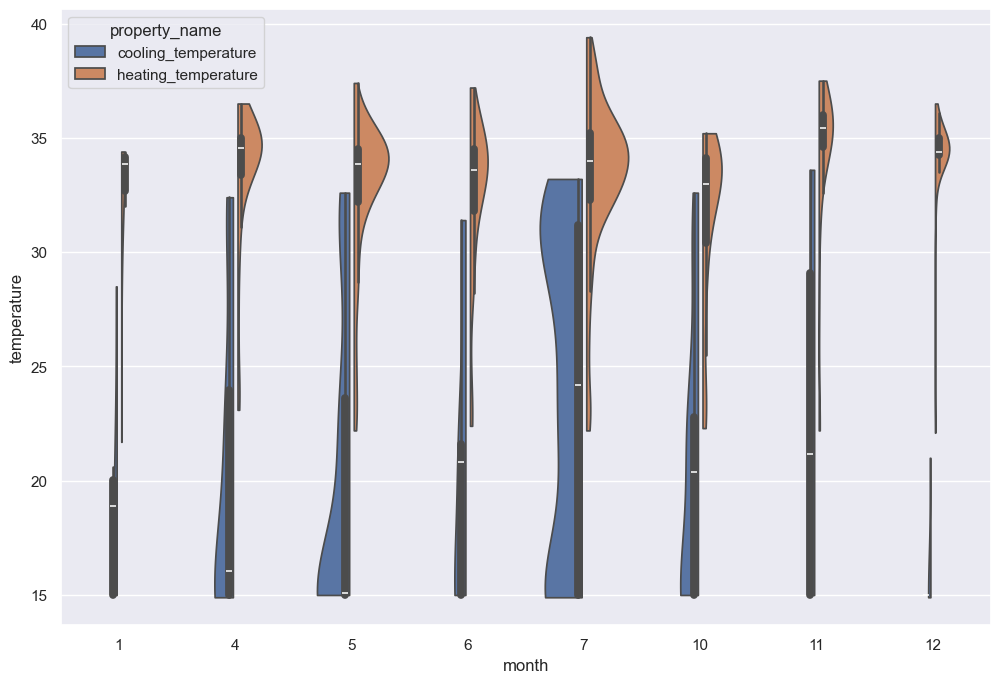 property_name
cooling_temperature
heating_temperature
temperature
40
35
30
25
20
15
1 4 5 6 7 10 11 12
month